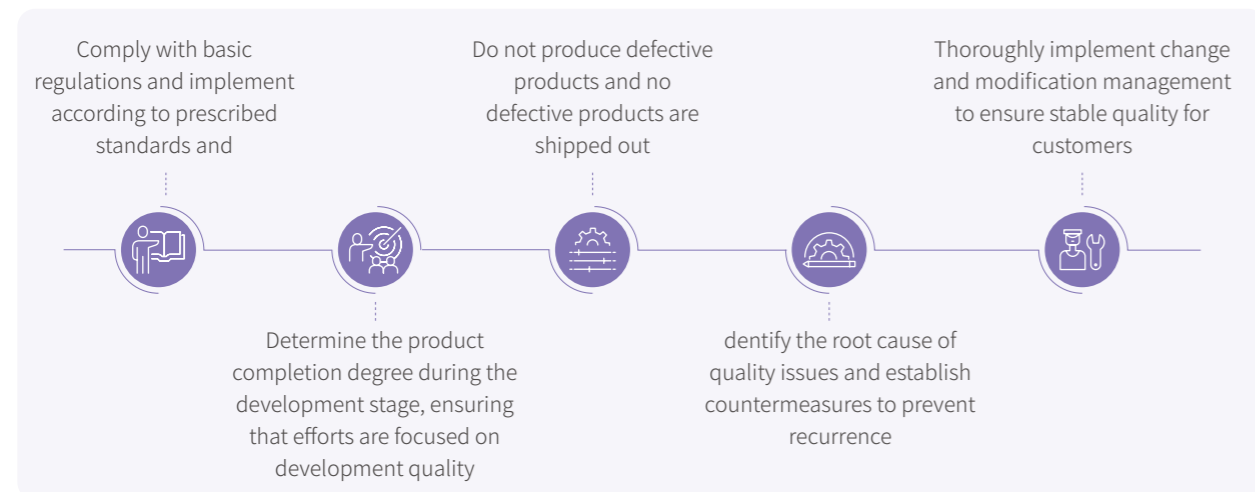 Comply with basic
regulations and implement
according to prescribed
standards and
Determine the product
completion degree during the
development stage, ensuring
that efforts are focused on
development quality
Do not produce defective
products and no
defective products are
shipped out
dentify the root cause of
quality issues and establish
countermeasures to prevent
recurrence
Thoroughly implement change
and modification management
to ensure stable quality for
customers